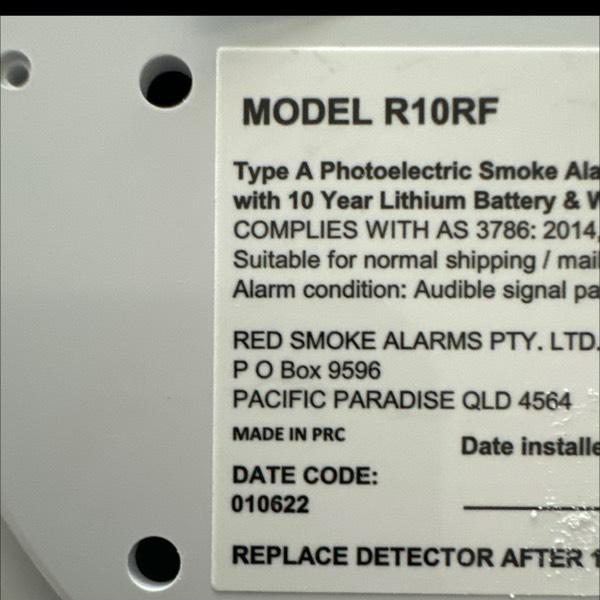 MODEL R10RF
Type A Photoelectric Smoke Ala
with 10 Year Lithium Battery & W
COMPLIES WITH AS 3786: 2014,
Suitable for normal shipping / mail
Alarm condition: Audible signal pa
RED SMOKE ALARMS PTY. LTD.
P O Box 9596
PACIFIC PARADISE QLD 4564
MADE IN PRC
Date installe
DATE CODE:
010622
REPLACE DETECTOR AFTER 1